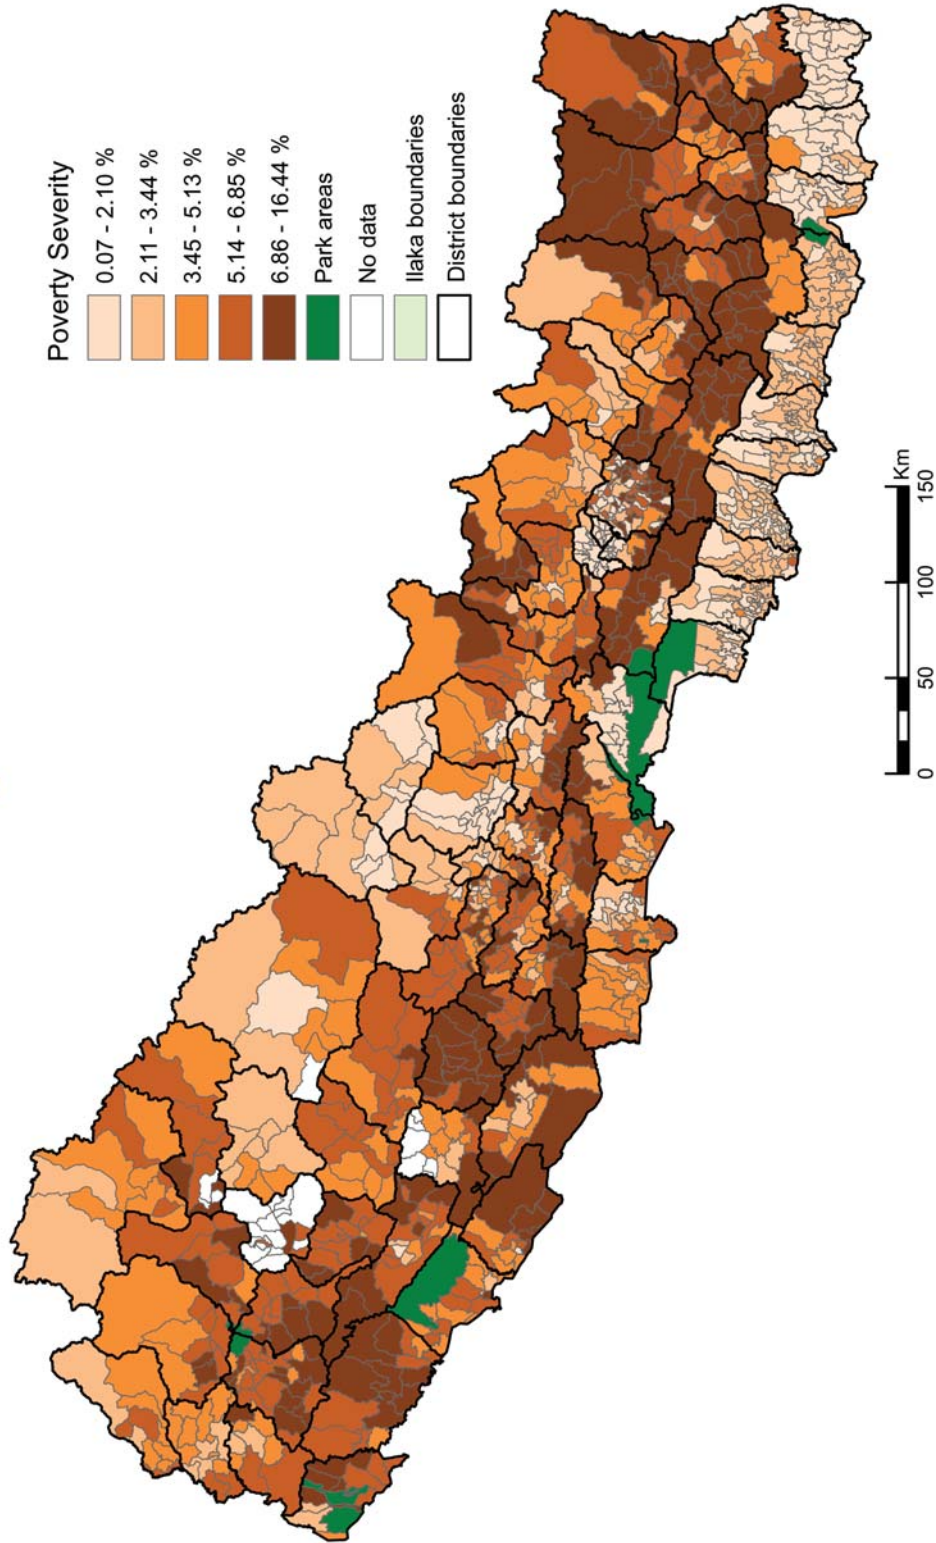 Poverty Severity
0.07 - 2.10 %
2.11 - 3.444 %
3.45 - 5.13 %
5.14 - 6.85 %
6.86 - 16.44 %
Park areas
No data
Ilaka boundaries
District boundaries
Km
0 50 100 150